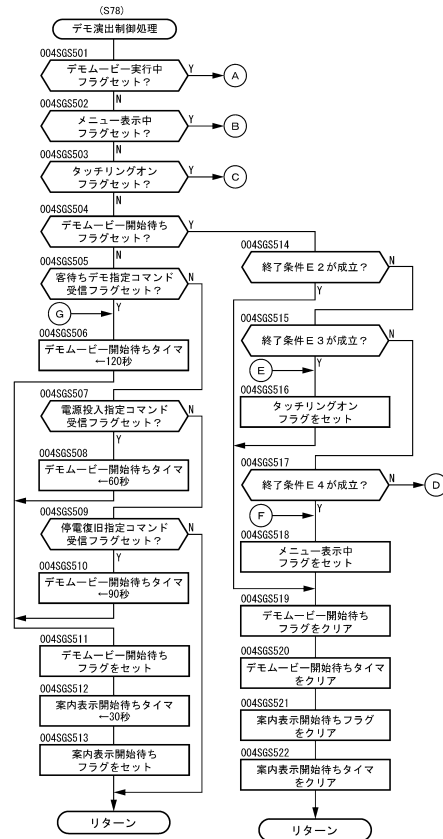 (S78)
デモ演出制御処理
004SGS501
デモムービー実行中
フラグセット?
Y
A
N
004SGS502
メニュー表示中
フラグセット?
Y
B
N
004SGS503
タッチリングオン
フラグセット?
Y
C
N
004SGS504
デモムービー開始待ち
フラグセット?
Y
N
004SGS505
客待ちデモ指定コマンド
受信フラグセット?
N
Y
G
004SGS506
デモムービー開始待ちタイマ
←120秒
004SGS507
電源投入指定コマンド
受信フラグセット?
N
Y
004SGS508
デモムービー開始待ちタイマ
←60秒
004SGS509
停電復旧指定コマンド
受信フラグセット?
N
Y
004SGS510
デモムービー開始待ちタイマ
←90秒
004SGS511
デモムービー開始待ち
フラグをセット
004SGS512
案内表示開始待ちタイマ
←30秒
004SGS513
案内表示開始待ち
フラグをセット
リターン
004SGS514
終了条件E2が成立?
N
Y
004SGS515
終了条件E3が成立?
N
Y
E
004SGS516
タッチリングオン
フラグをセット
004SGS517
終了条件E4が成立?
N
D
Y
F
004SGS518
メニュー表示中
フラグをセット
004SGS519
デモムービー開始待ち
フラグをクリア
004SGS520
デモムービー開始待ちタイマ
をクリア
004SGS521
案内表示待ちフラグ
をクリア
004SGS522
案内表示待ちタイマ
をクリア
リターン